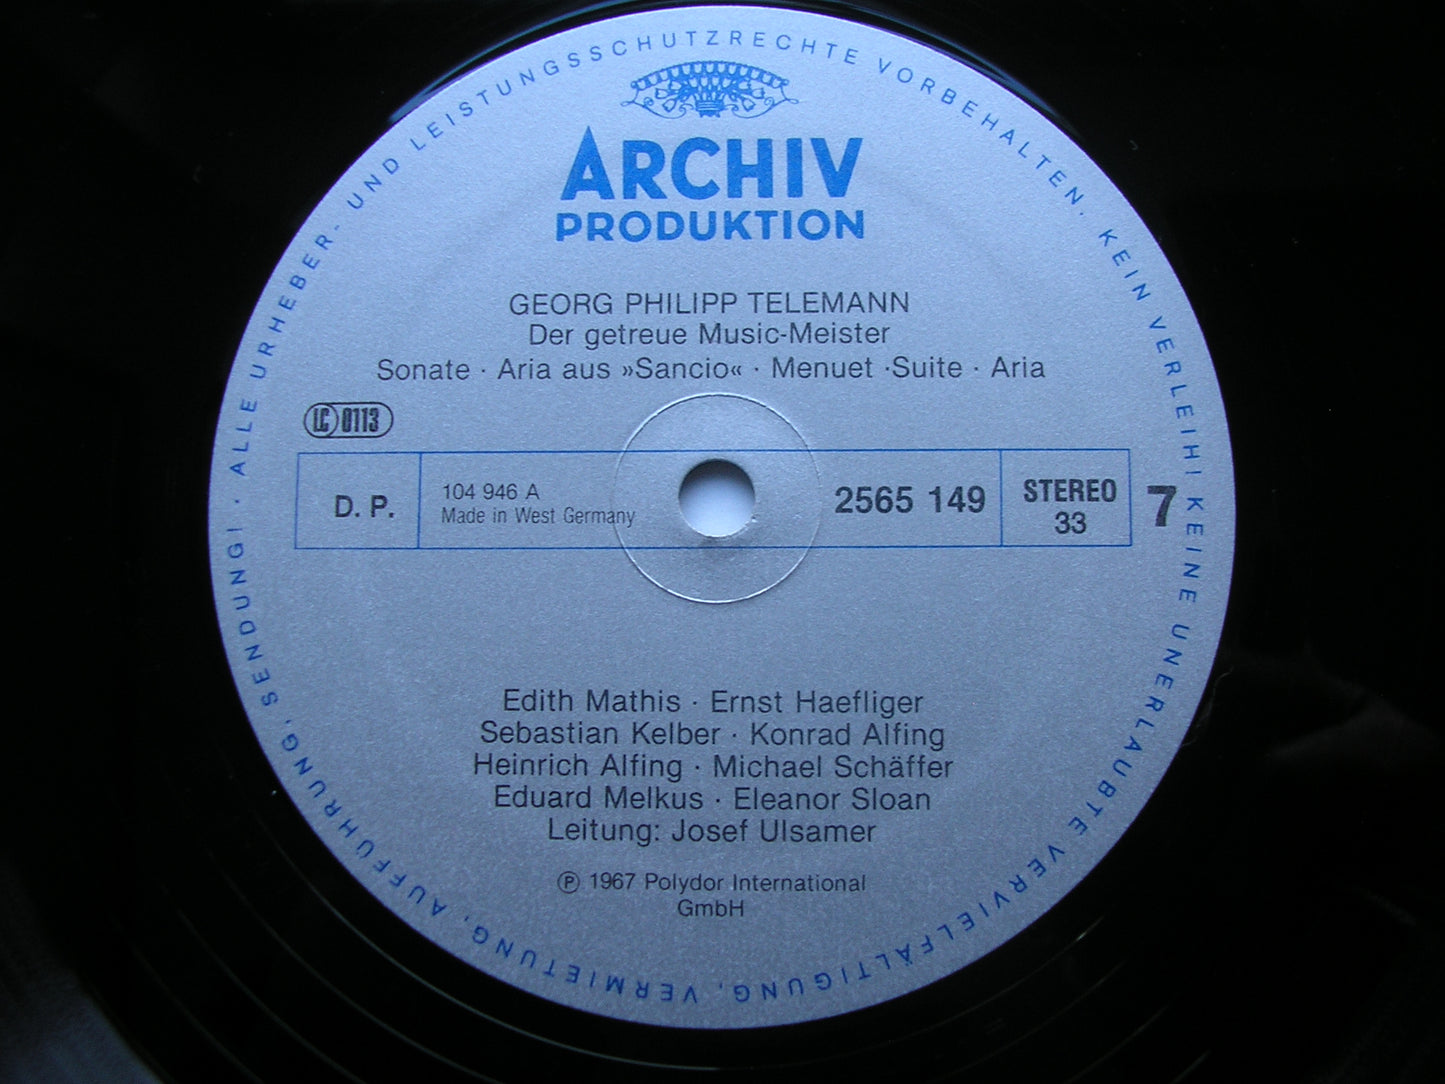 ALLE URHEBER- UND LEISTUNGSSCHUTZRECHTE VORBEHALTEN. KEIN VERLEIH! KEINE UNERLAUBTE VERVIELFÄLTIGUNG, VERMIETUNG, AUFFÜHRUNG, SENDUNG! ·
ARCHIV
PRODUKTION
GEORG PHILIPP TELEMANN
Der getreue Music-Meister
Sonate · Aria aus »Sancio« · Menuet ·Suite · Aria
LC 0113
D. P.
104 946 A
Made in West Germany
2565 149
STEREO
33
7
Edith Mathis · Ernst Haefliger
Sebastian Kelber · Konrad Alfing
Heinrich Alfing · Michael Schäffer
Eduard Melkus · Eleanor Sloan
Leitung: Josef Ulsamer
℗ 1967 Polydor International
GmbH